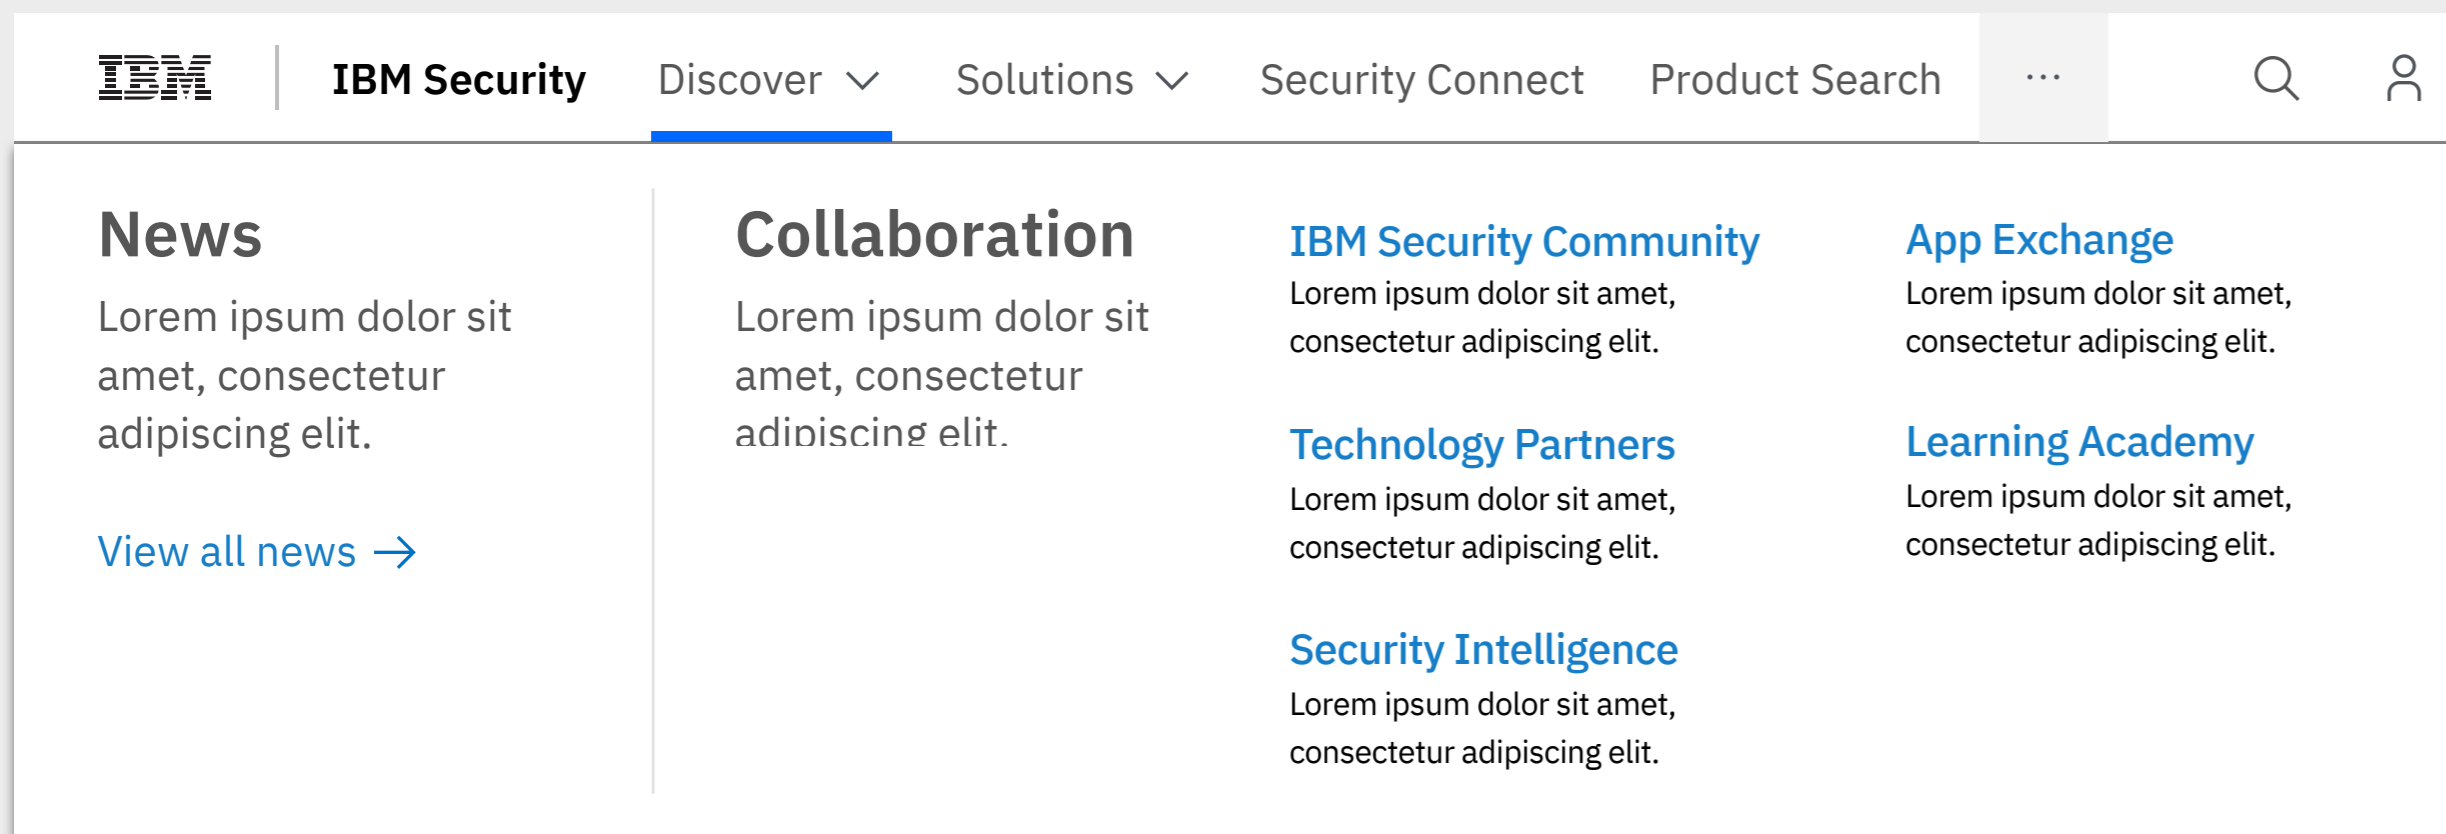 IBM
IBM Security
Discover
Solutions
Security Connect
Product Search
...
News
Lorem ipsum dolor sit
amet, consectetur
adipiscing elit.
View all news →
Collaboration
Lorem ipsum dolor sit
amet, consectetur
adipiscing elit.
IBM Security Community
Lorem ipsum dolor sit amet,
consectetur adipiscing elit.
Technology Partners
Lorem ipsum dolor sit amet,
consectetur adipiscing elit.
Security Intelligence
Lorem ipsum dolor sit amet,
consectetur adipiscing elit.
App Exchange
Lorem ipsum dolor sit amet,
consectetur adipiscing elit.
Learning Academy
Lorem ipsum dolor sit amet,
consectetur adipiscing elit.